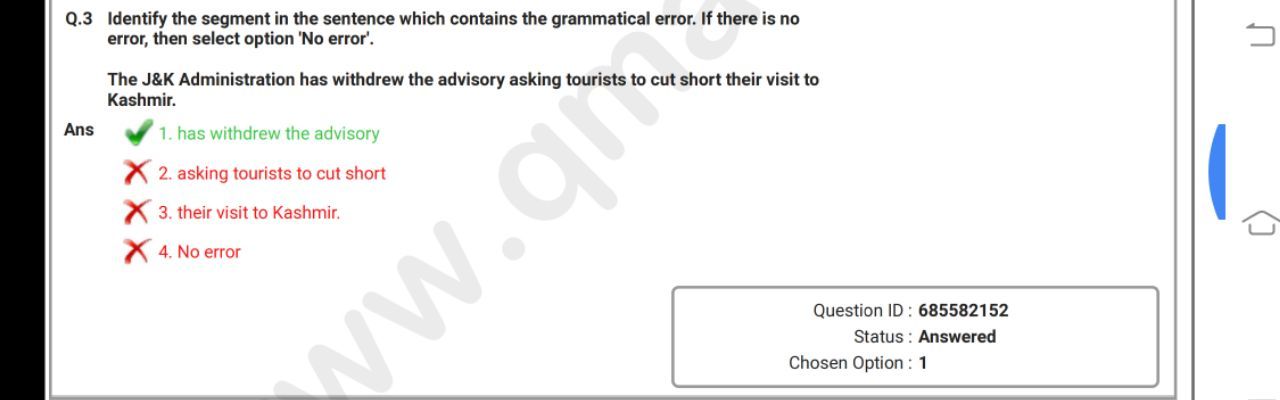 Q.3 Identify the segment in the sentence which contains the grammatical error. If there is no
error, then select option 'No error'.
The J&K Administration has withdrew the advisory asking tourists to cut short their visit to
Kashmir.
Ans 1. has withdrew the advisory
2. asking tourists to cut short
3. their visit to Kashmir.
4. No error
Question ID : 685582152
Status : Answered
Chosen Option : 1